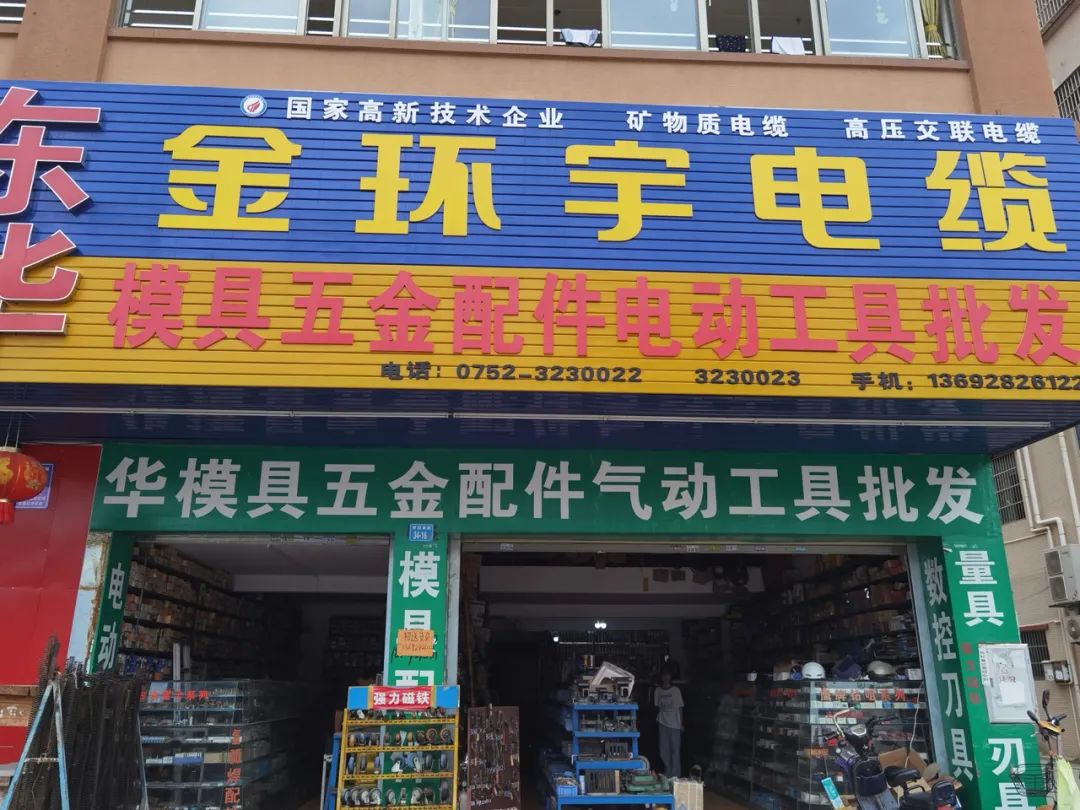 东华
国家高新技术企业 矿物质电缆 高压交联电缆
金环宇电缆
模具五金配件电动工具批发
电话：0752-3230022 3230023 手机：13692826122
华模具五金配件气动工具批发
34-16
电动
模具配
数控刀具
量具
刃具
强力磁铁